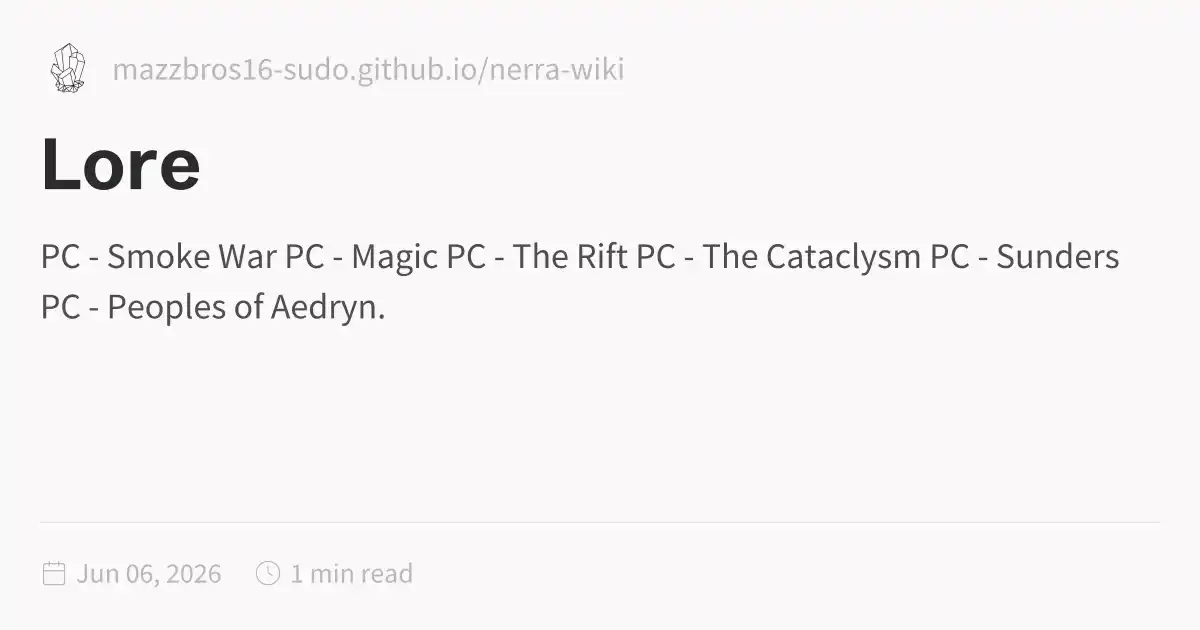 mazzbros16-sudo.github.io/nerra-wiki
Lore
PC - Smoke War PC - Magic PC - The Rift PC - The Cataclysm PC - Sunders
PC - Peoples of Aedryn.
Jun 06, 2026 1 min read